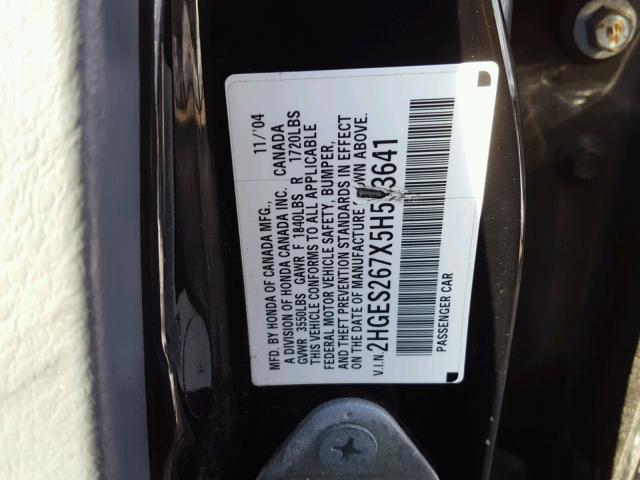 MFD. BY HONDA OF CANADA MFG., 11/'04
A DIVISION OF HONDA CANADA INC. CANADA
GVWR 3550LBS GAWR F 1840LBS R 1720LBS
THIS VEHICLE CONFORMS TO ALL APPLICABLE
FEDERAL MOTOR VEHICLE SAFETY, BUMPER,
AND THEFT PREVENTION STANDARDS IN EFFECT
ON THE DATE OF MANUFACTURE OWN ABOVE.
V.I.N. 2HGES267X5H5 3641
PASSENGER CAR